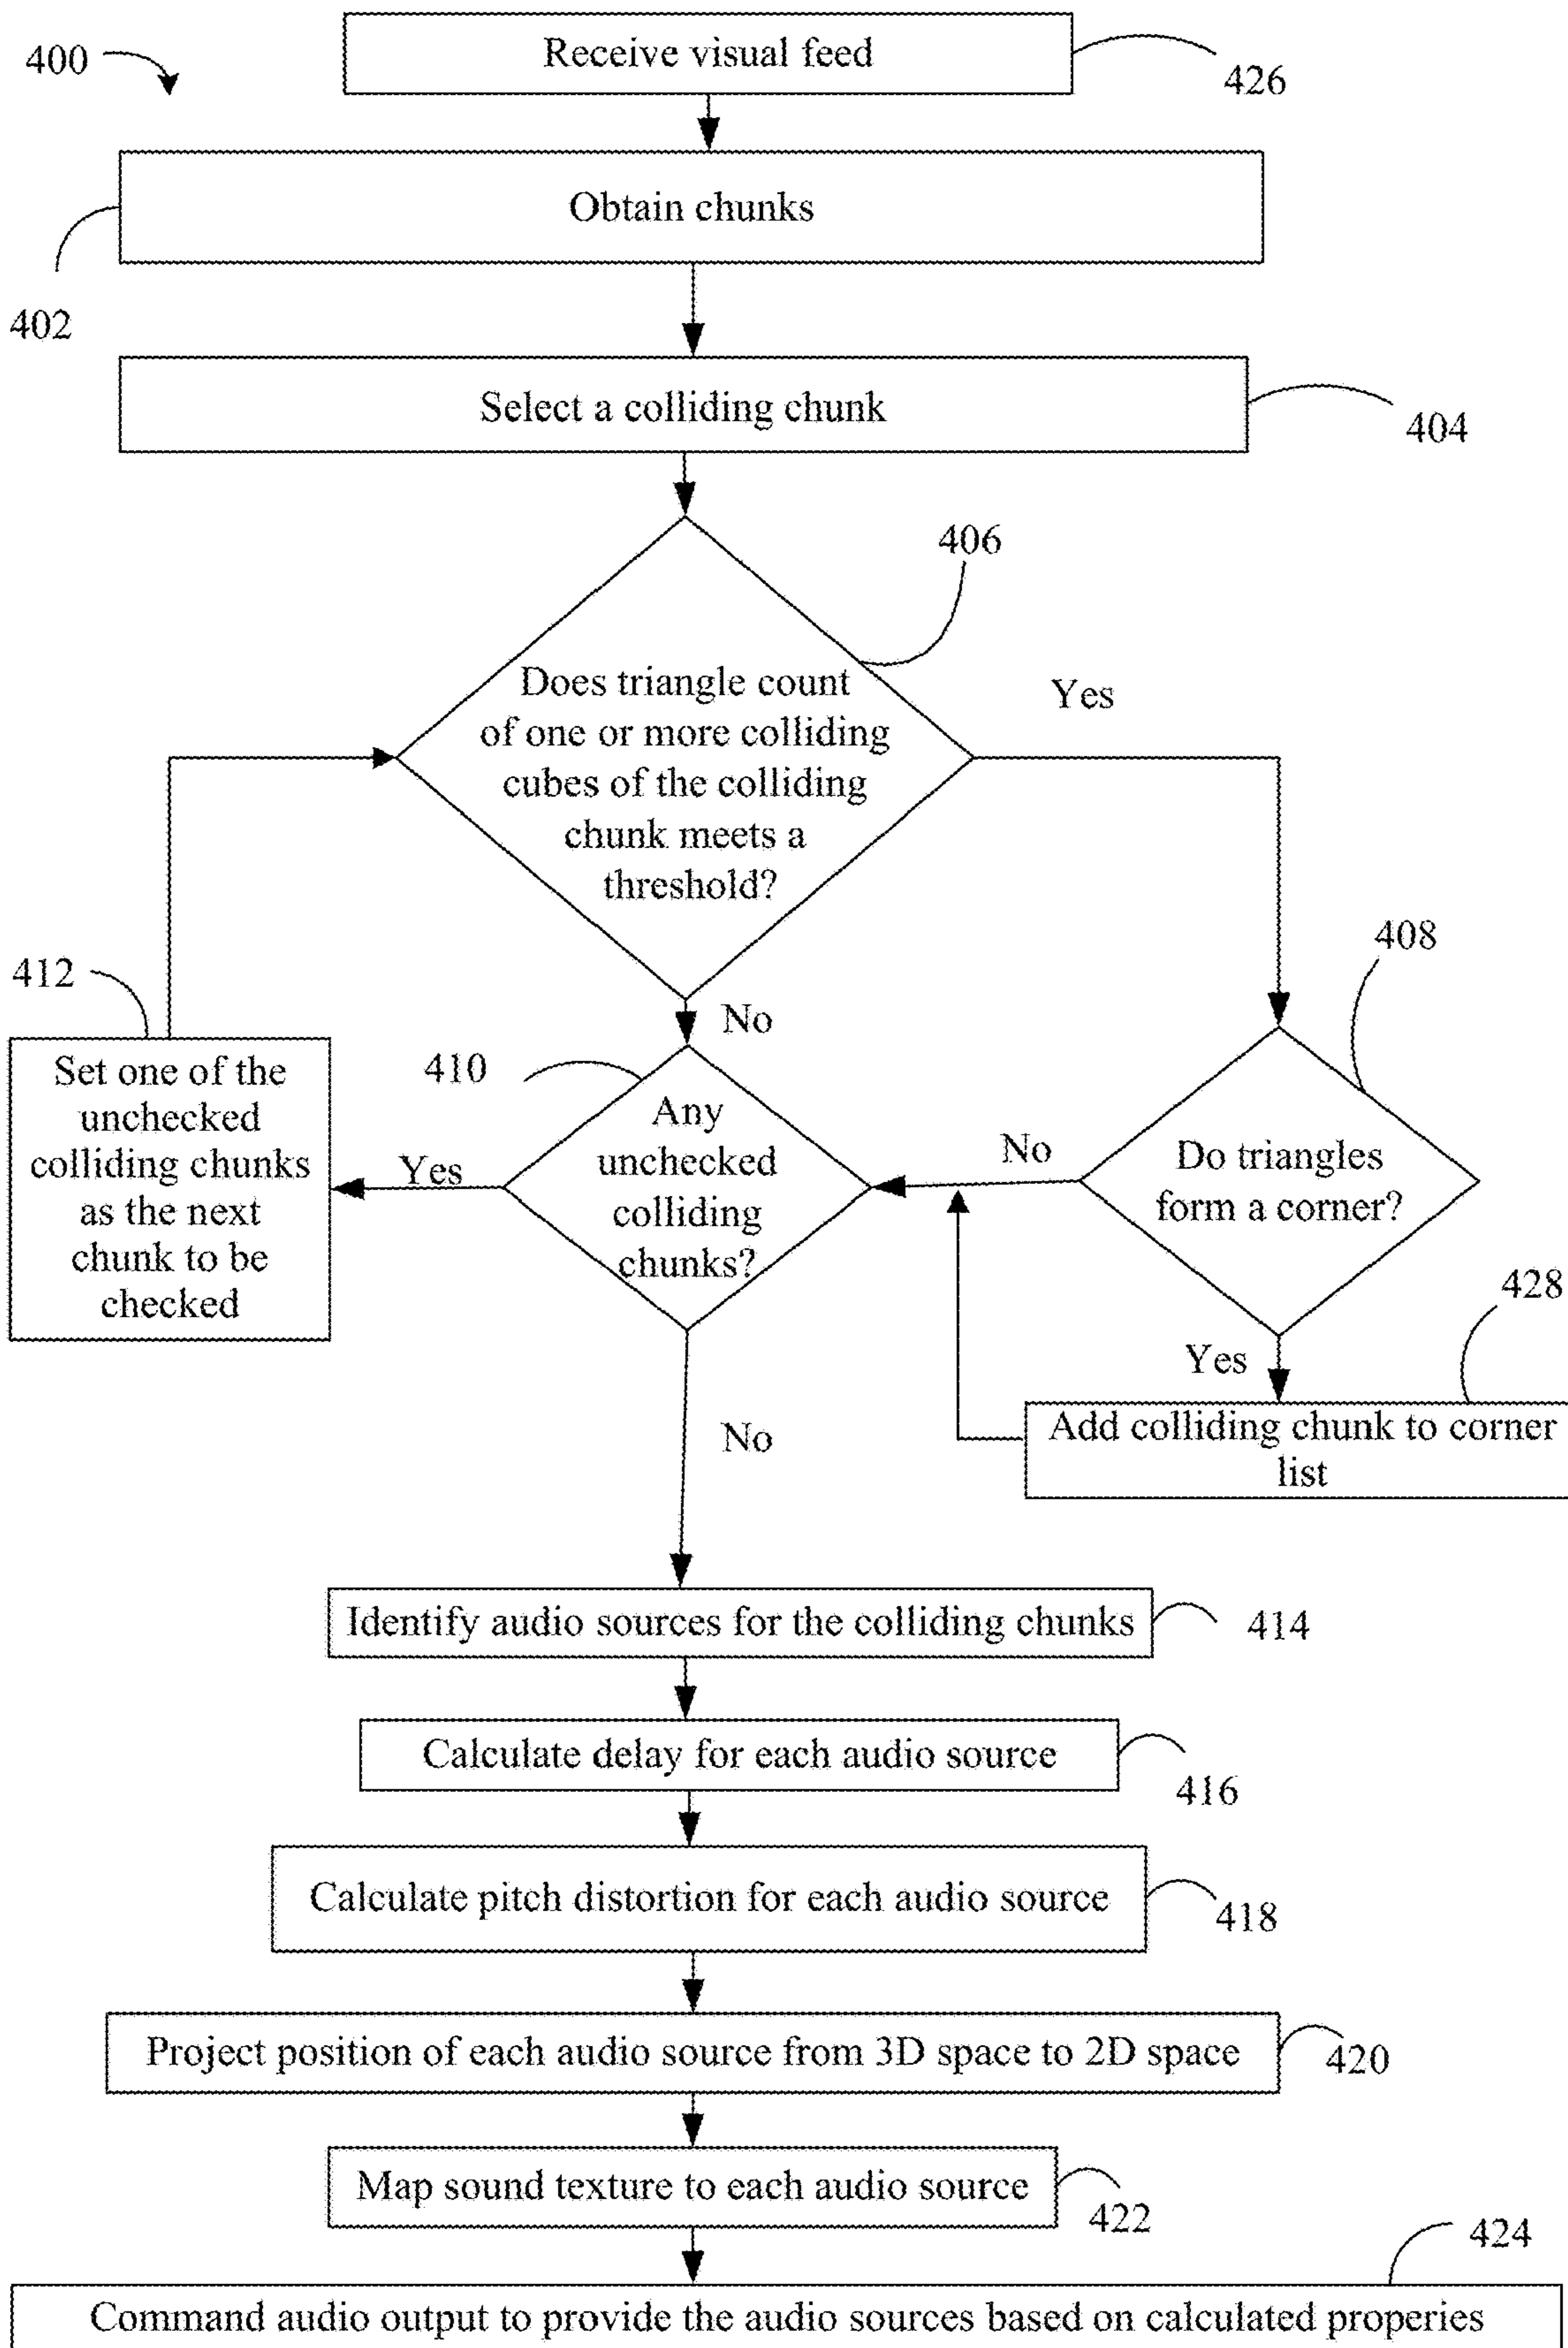 400
Receive visual feed
426
Obtain chunks
402
Select a colliding chunk
404
406
Does triangle count
of one or more colliding
cubes of the colliding
chunk meets a
threshold?
Yes
408
412
No
Set one of the
unchecked
colliding chunks
as the next
chunk to be
checked
410
Any
unchecked
colliding
chunks?
Yes
No
Do triangles
form a corner?
428
Yes
Add colliding chunk to corner
list
No
Identify audio sources for the colliding chunks
414
Calculate delay for each audio source
416
Calculate pitch distortion for each audio source
418
Project position of each audio source from 3D space to 2D space
420
Map sound texture to each audio source
422
424
Command audio output to provide the audio sources based on calculated properies